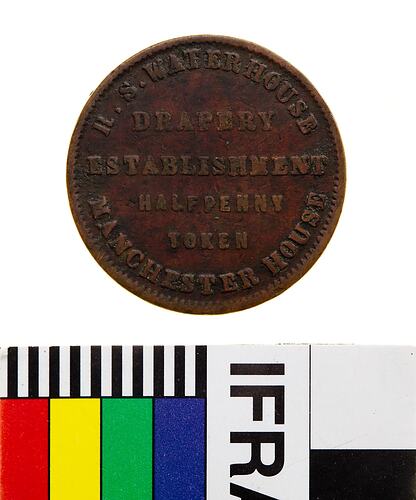 R. S. WATERHOUSE
DRAPERY
ESTABLISHMENT
HALFPENNY
TOKEN
MANCHESTER HOUSE
IFRA